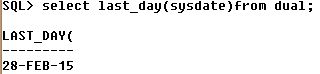 SQL> select last_day(sysdate)from dual;
LAST_DAY(
---------
28-FEB-15